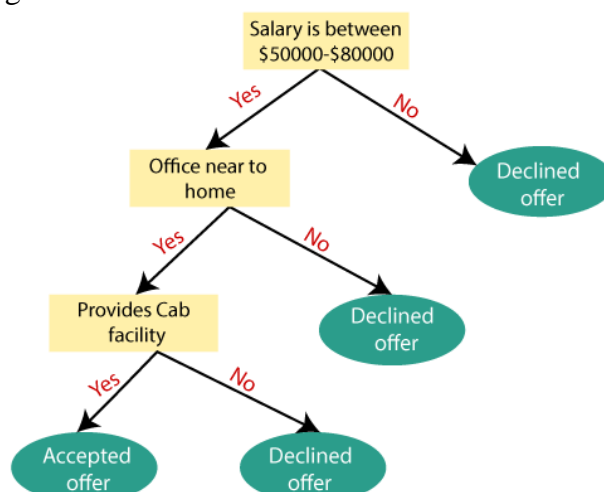 Salary is between
$50000-$80000
Yes
No
Office near to
home
Declined
offer
Yes
No
Provides Cab
facility
Declined
offer
Yes
No
Accepted
offer
Declined
offer